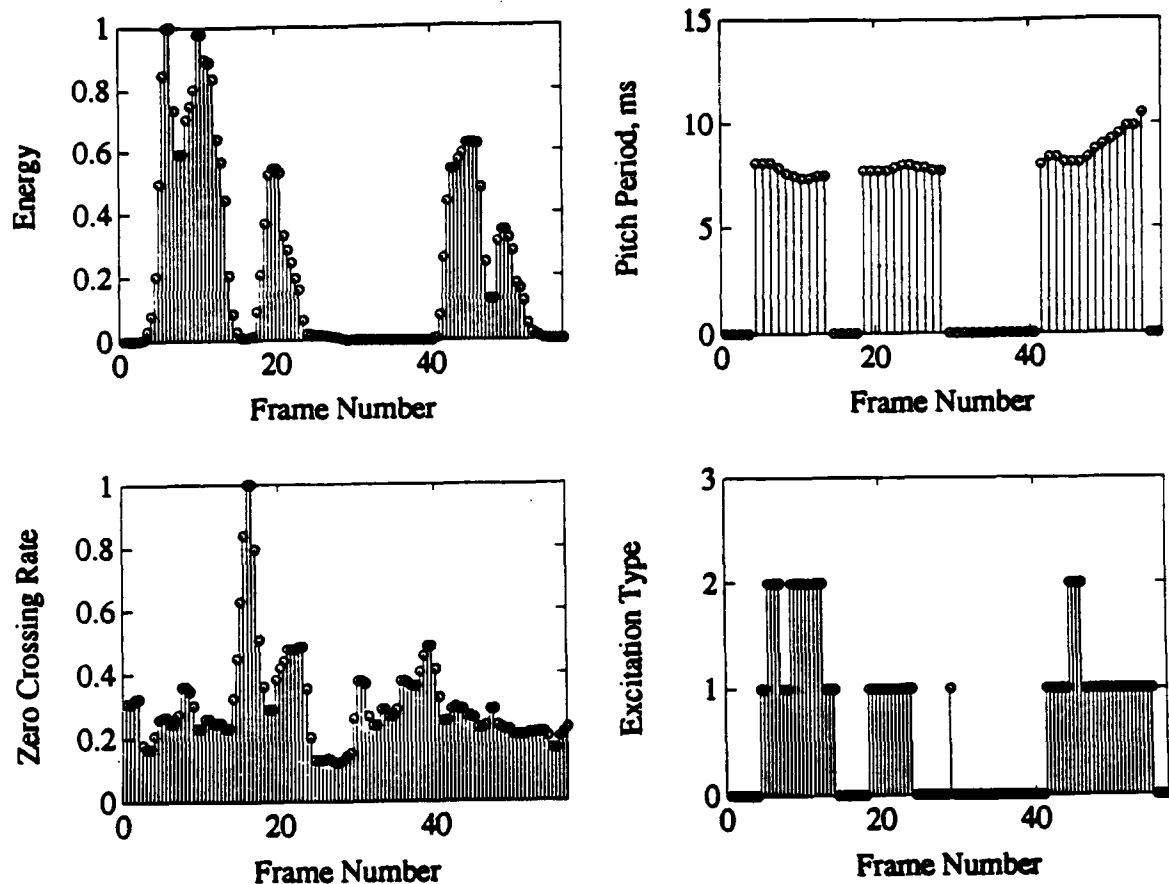 1
0.8
0.6
0.4
0.2
0
0 20 40
Energy
Frame Number
15
10
5
0
0 20 40
Pitch Period, ms
Frame Number
1
0.8
0.6
0.4
0.2
0
0 20 40
Zero Crossing Rate
Frame Number
3
2
1
0
0 20 40
Excitation Type
Frame Number